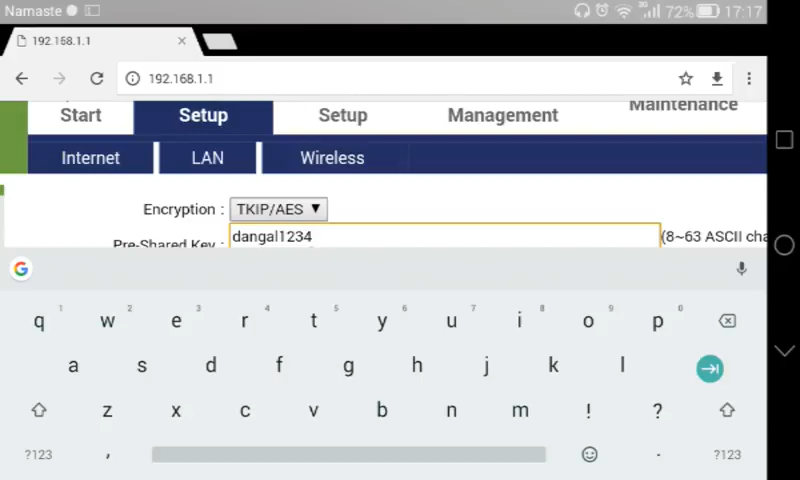 Namaste
3G 72% 17:17
192.168.1.1
192.168.1.1
Start Setup Setup Management Maintenance
Internet LAN Wireless
Encryption : TKIP/AES
Pre-Shared Key : dangal1234 (8~63 ASCII cha
G
1 2 3 4 5 6 7 8 9 0
q w e r t y u i o p
a s d f g h j k l
z x c v b n m ! ?
?123 , . ?123